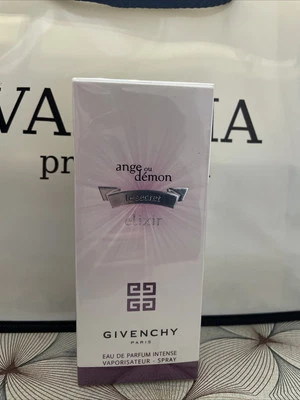 ange ou
démon
le secret
elixir
GIVENCHY
PARIS
EAU DE PARFUM INTENSE
VAPORISATEUR - SPRAY